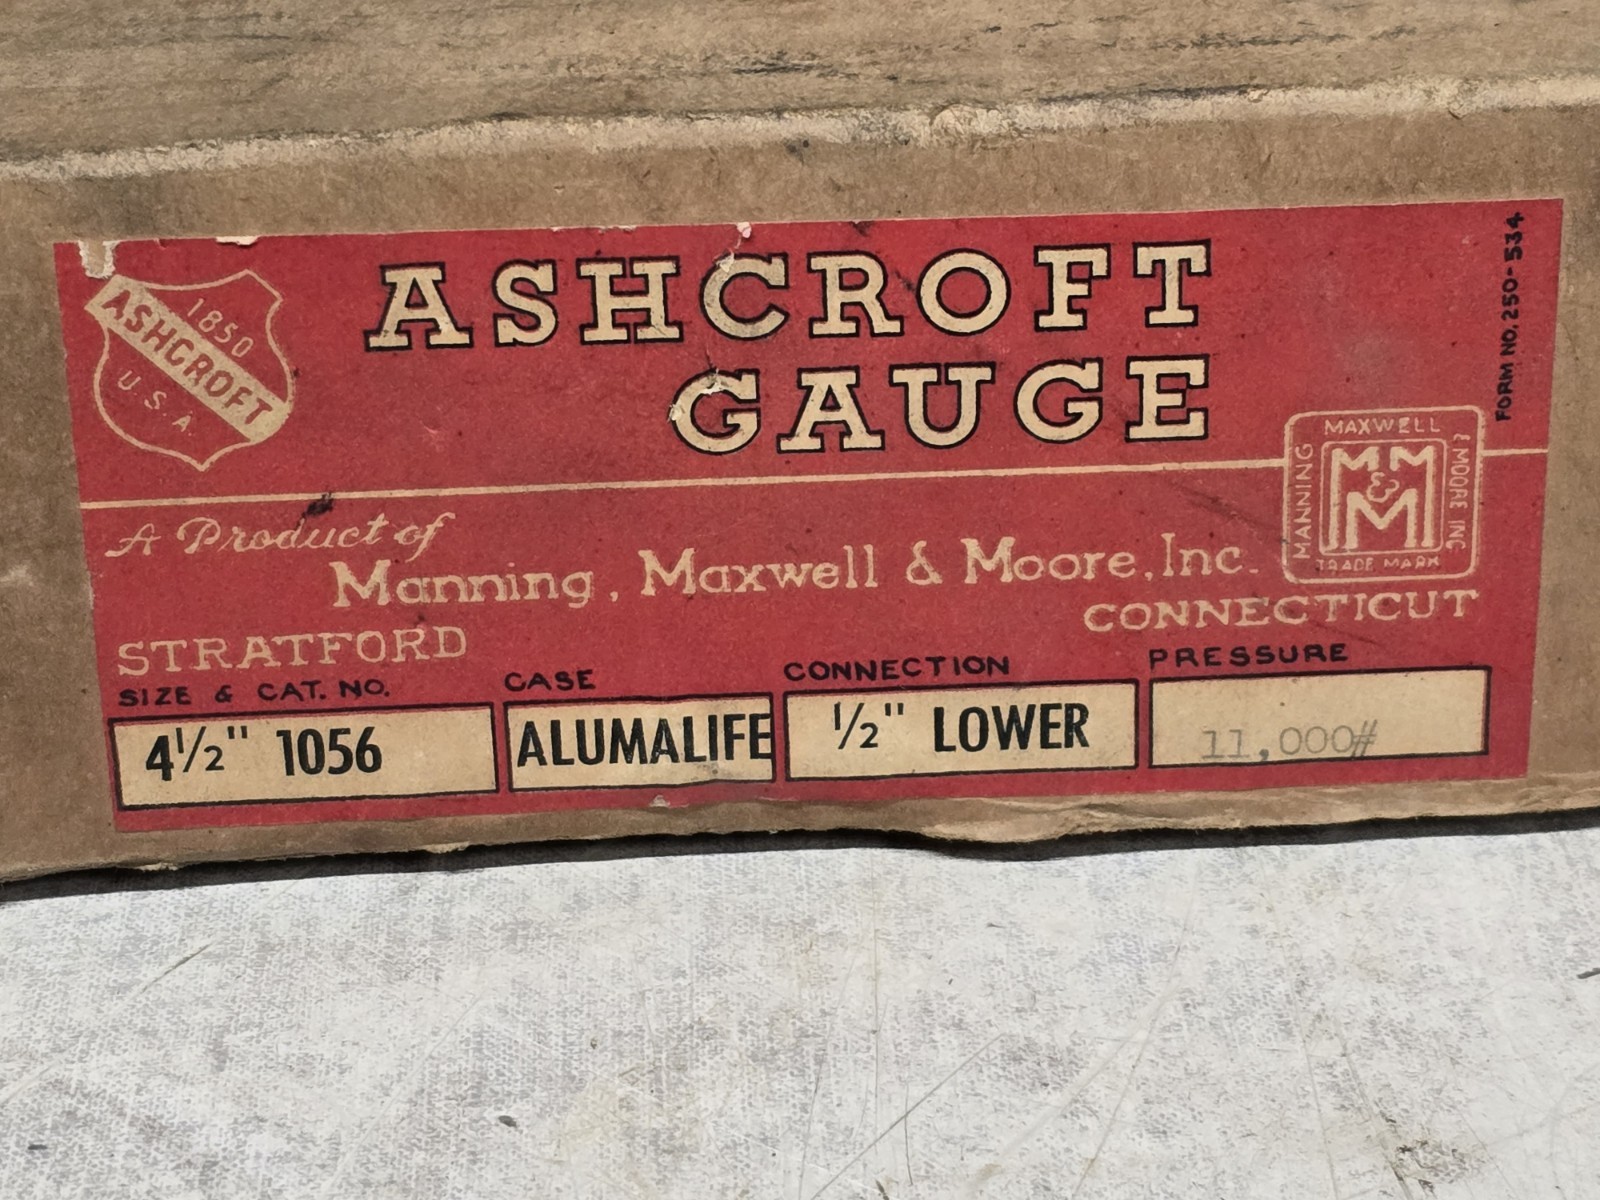 ASHCROFT
GAUGE
1850
ASHCROFT
U.S.A.
FORM NO. 250-534
A Product of
Manning, Maxwell & Moore, Inc.
STRATFORD
CONNECTICUT
MANNING
MAXWELL
& MOORE INC
M&M
M
TRADE MARK
SIZE & CAT. NO.
4½" 1056
CASE
ALUMALIFE
CONNECTION
½" LOWER
PRESSURE
11,000#